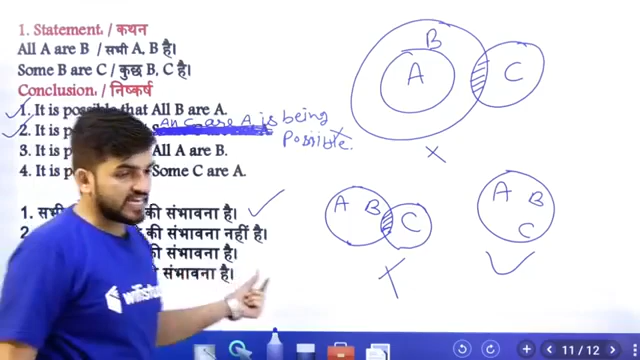 1. Statement / कथन
All A are B / सभी A, B है।
Some B are C / कुछ B, C है।
Conclusion / निष्कर्ष
1. It is possible that All B are A.
2. It is
An C are A is being
possible.
3. It is All A are B.
4. It is Some C are A.
1. सभी की संभावना है।
2 की संभावना नहीं है।
की संभावना है।
संभावना है।
B
A
C
A B
C
A B
C
wifistudy
11 / 12